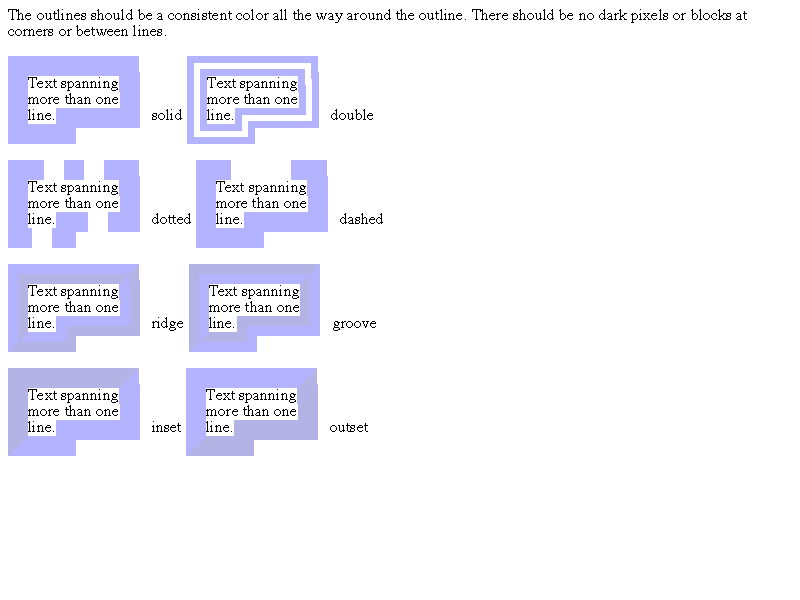 The outlines should be a consistent color all the way around the outline. There should be no dark pixels or blocks at
corners or between lines.
Text spanning
more than one
line.
solid
Text spanning
more than one
line.
double
Text spanning
more than one
line.
dotted
Text spanning
more than one
line.
dashed
Text spanning
more than one
line.
ridge
Text spanning
more than one
line.
groove
Text spanning
more than one
line.
inset
Text spanning
more than one
line.
outset